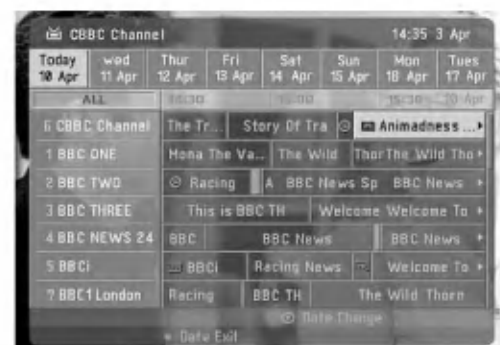 CBBC Channel 14:35 3 Apr
Today wed Thur Fri Sat Sun Mon Tues
10 Apr 11 Apr 12 Apr 13 Apr 14 Apr 15 Apr 16 Apr 17 Apr
ALL 15:00 20 Apr
6 CBBC Channel The Tr... Story Of Tra Animadness ...
1 BBC ONE Mona The Va... The Wild Thor The Wild Tho
2 BBC TWO Racing A BBC News Sp BBC News
3 BBC THREE This is BBC TH Welcome Welcome To
4 BBC NEWS 24 BBC BBC News BBC News
5 BBCi BBCi Racing News Welcome To
7 BBC1 London Racing BBC TH The Wild Thorn
Date Change
Exit